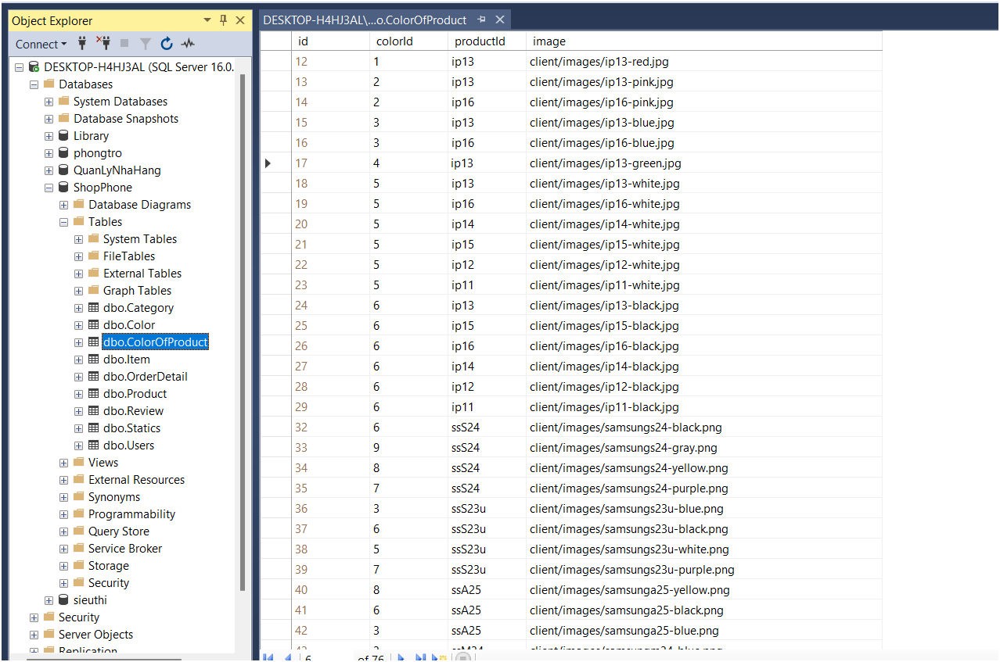 Object Explorer
Connect
DESKTOP-H4HJ3AL (SQL Server 16.0.
Databases
System Databases
Database Snapshots
Library
phongtro
QuanLyNhaHang
ShopPhone
Database Diagrams
Tables
System Tables
FileTables
External Tables
Graph Tables
dbo.Category
dbo.Color
dbo.ColorOfProduct
dbo.Item
dbo.OrderDetail
dbo.Product
dbo.Review
dbo.Statics
dbo.Users
Views
External Resources
Synonyms
Programmability
Query Store
Service Broker
Storage
Security
sieuthi
Security
Server Objects
Replication
DESKTOP-H4HJ3AL\...o.ColorOfProduct
id colorId productId image
12 1 ip13 client/images/ip13-red.jpg
13 2 ip13 client/images/ip13-pink.jpg
14 2 ip16 client/images/ip16-pink.jpg
15 3 ip13 client/images/ip13-blue.jpg
16 3 ip16 client/images/ip16-blue.jpg
17 4 ip13 client/images/ip13-green.jpg
18 5 ip13 client/images/ip13-white.jpg
19 5 ip16 client/images/ip16-white.jpg
20 5 ip14 client/images/ip14-white.jpg
21 5 ip15 client/images/ip15-white.jpg
22 5 ip12 client/images/ip12-white.jpg
23 5 ip11 client/images/ip11-white.jpg
24 6 ip13 client/images/ip13-black.jpg
25 6 ip15 client/images/ip15-black.jpg
26 6 ip16 client/images/ip16-black.jpg
27 6 ip14 client/images/ip14-black.jpg
28 6 ip12 client/images/ip12-black.jpg
29 6 ip11 client/images/ip11-black.jpg
32 6 ssS24 client/images/samsungs24-black.png
33 9 ssS24 client/images/samsungs24-gray.png
34 8 ssS24 client/images/samsungs24-yellow.png
35 7 ssS24 client/images/samsungs24-purple.png
36 3 ssS23u client/images/samsungs23u-blue.png
37 6 ssS23u client/images/samsungs23u-black.png
38 5 ssS23u client/images/samsungs23u-white.png
39 7 ssS23u client/images/samsungs23u-purple.png
40 8 ssA25 client/images/samsunga25-yellow.png
41 6 ssA25 client/images/samsunga25-black.png
42 3 ssA25 client/images/samsunga25-blue.png
43 3 ssM24 client/images/samsungm24-blue.png
6 of 76